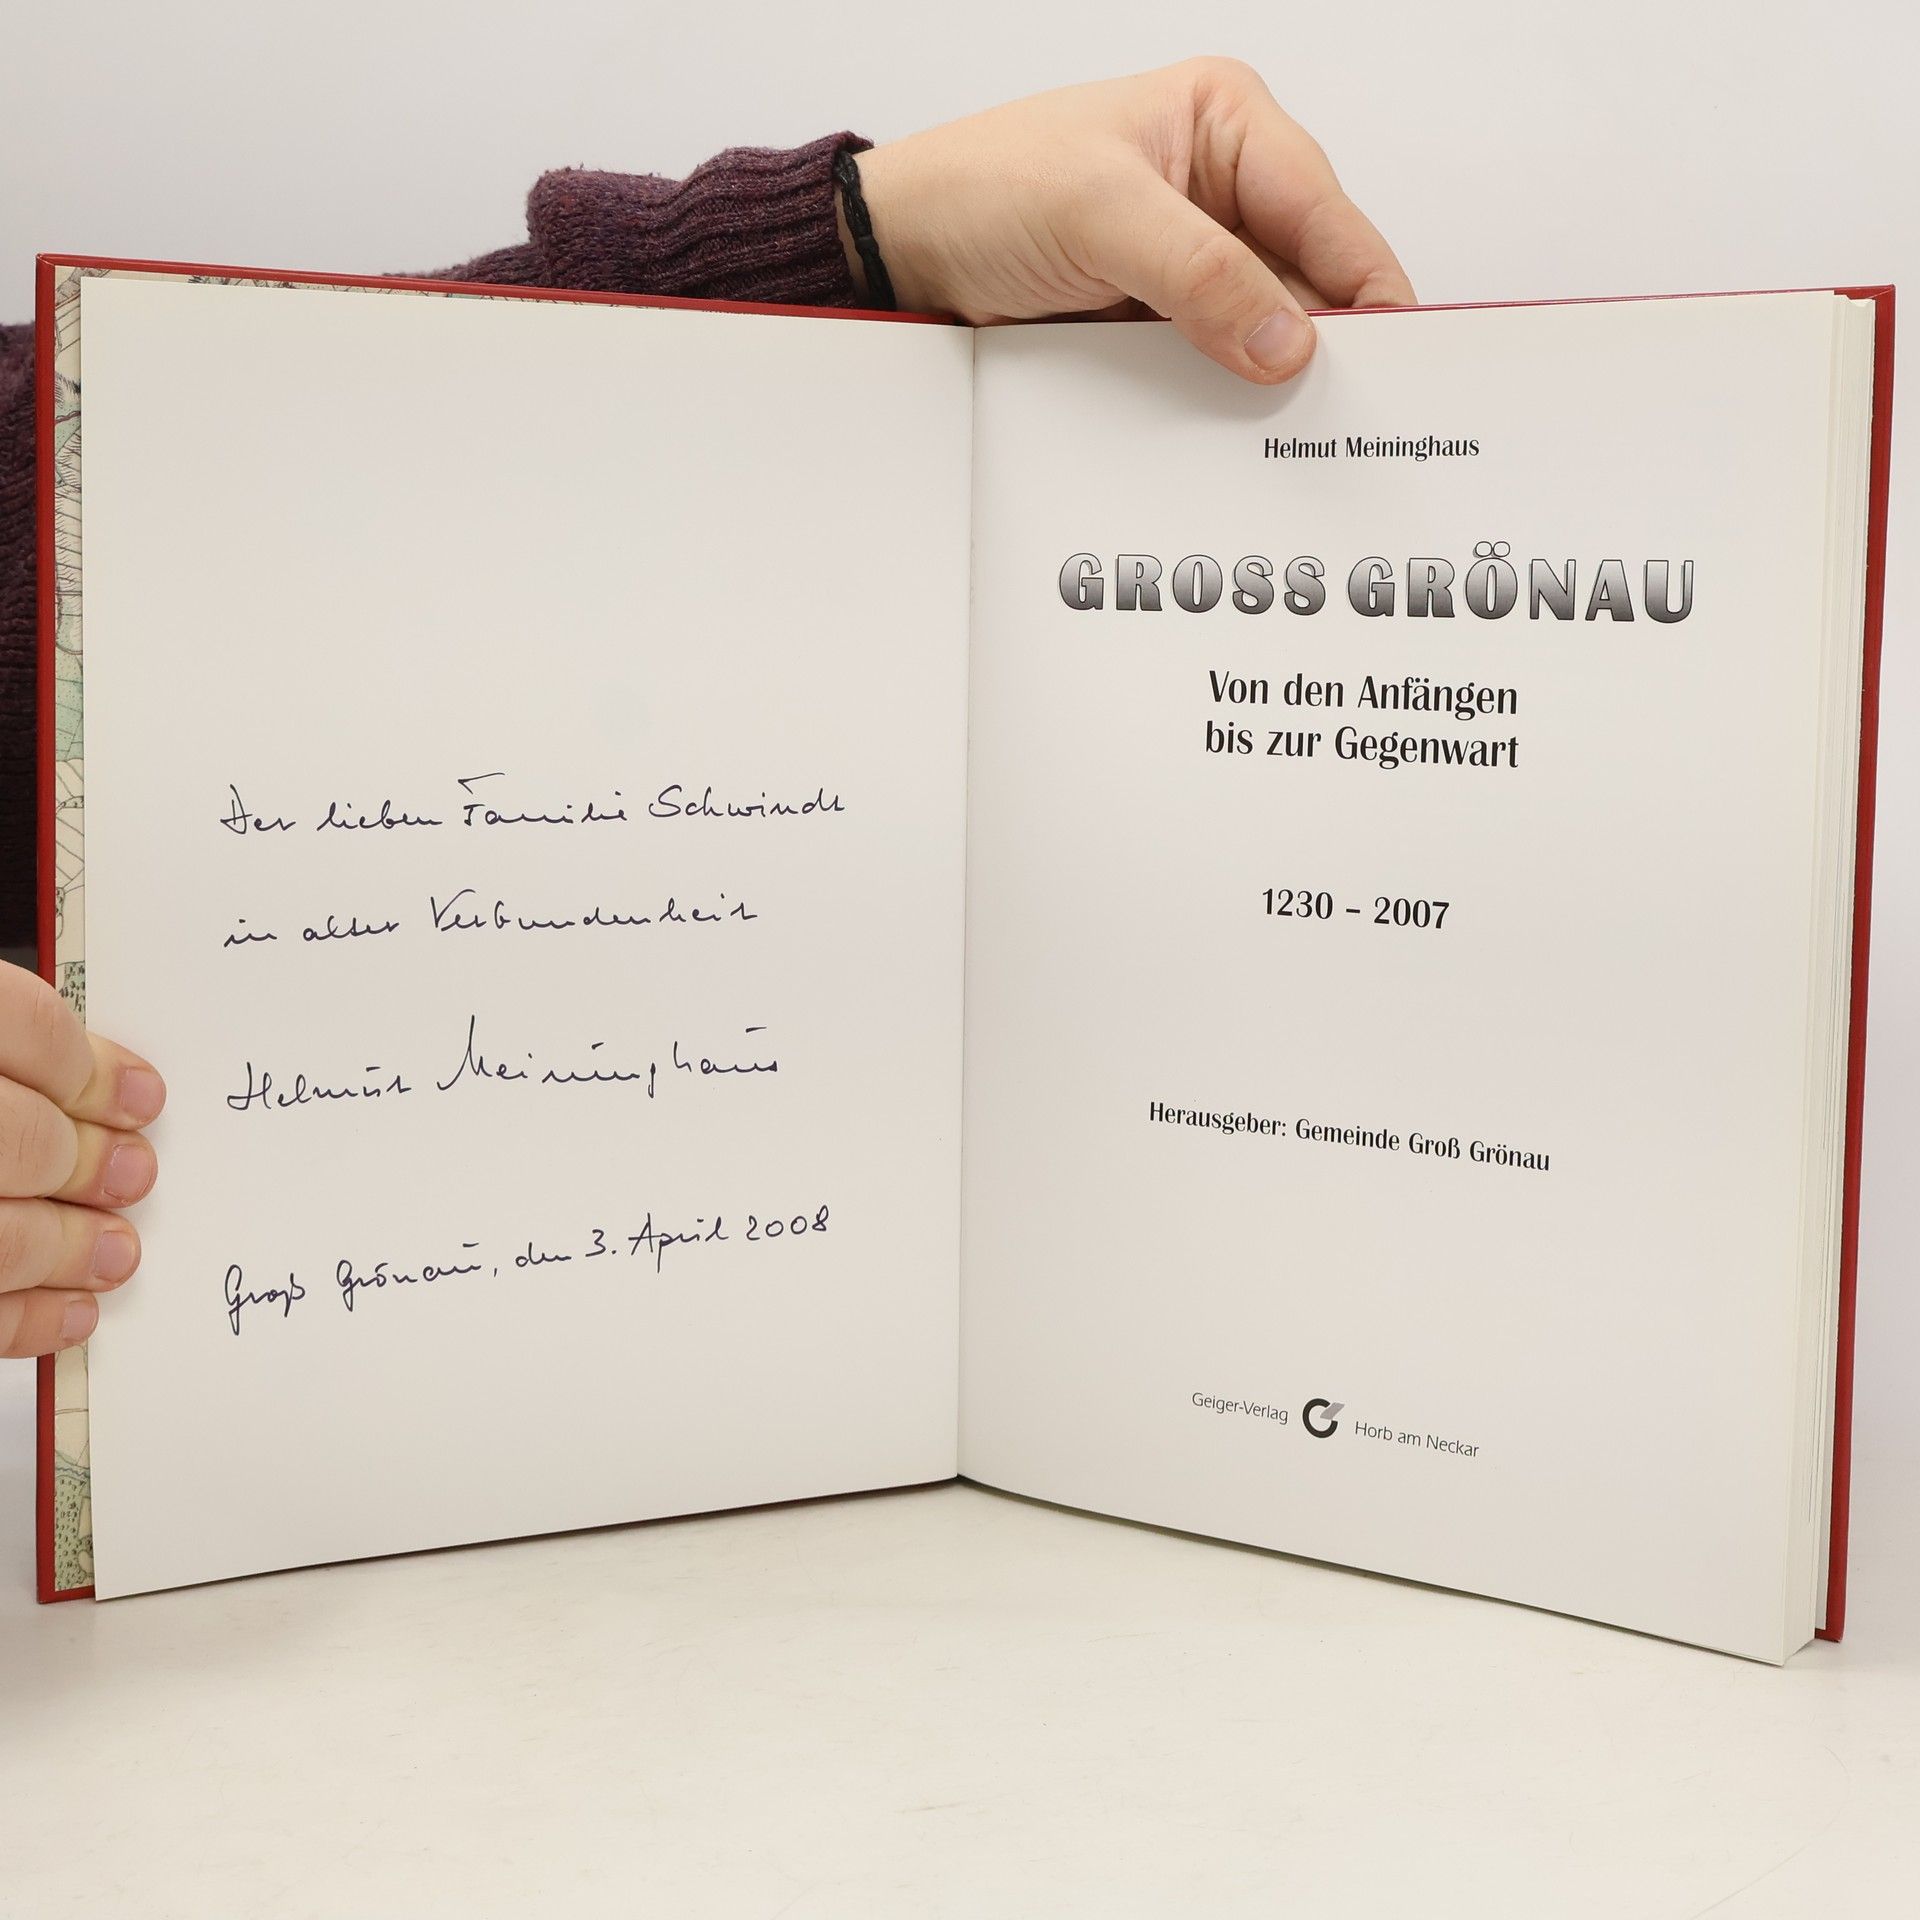 Der lieben Familie Schwindt
in alter Verbundenheit
Helmut Meininghaus
Groß Grönau, den 3. April 2008
Helmut Meininghaus
GROSS GRÖNAU
Von den Anfängen
bis zur Gegenwart
1230 – 2007
Herausgeber: Gemeinde Groß Grönau
Geiger-Verlag Horb am Neckar